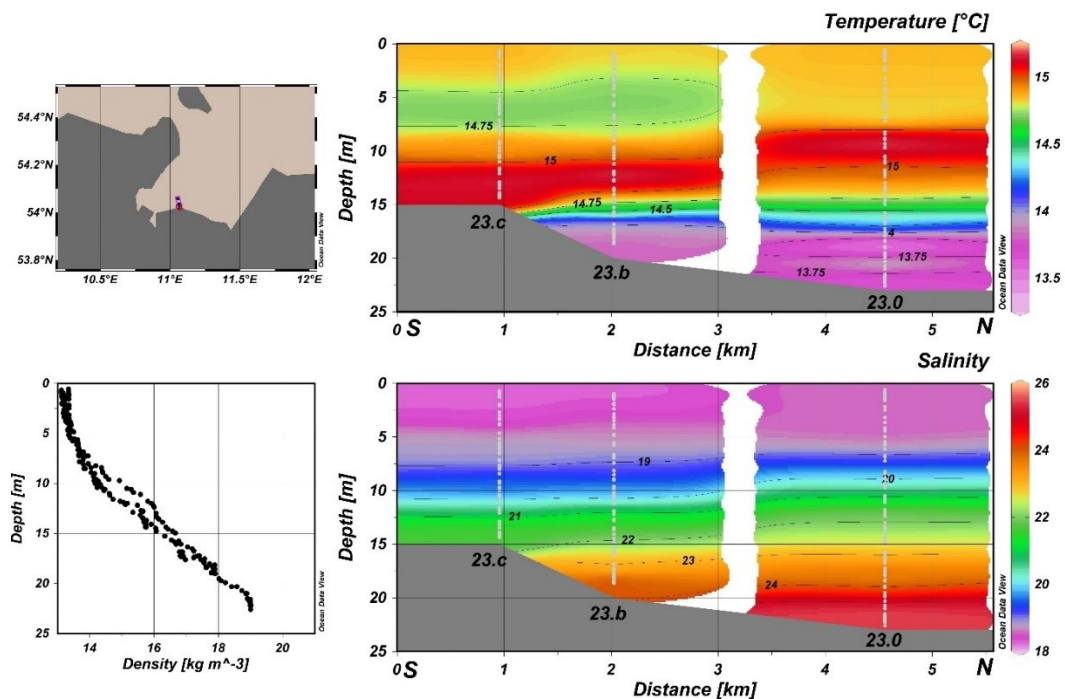 Temperature [°C]
0
5
10
15
20
25
Depth [m]
14.75
15
14.75
14.5
15
4
13.75
13.75
23.c
23.b
23.0
0 S
1
2
3
4
5
N
Distance [km]
Ocean Data View
15
14.5
14
13.5
54.4°N
54.2°N
54°N
53.8°N
10.5°E
11°E
11.5°E
12°E
Ocean Data View
0
5
10
15
20
25
Depth [m]
14
16
18
20
Density [kg m^-3]
Ocean Data View
Salinity
0
5
10
15
20
25
Depth [m]
19
20
21
22
23
24
23.c
23.b
23.0
0 S
1
2
3
4
5
N
Distance [km]
Ocean Data View
26
24
22
20
18